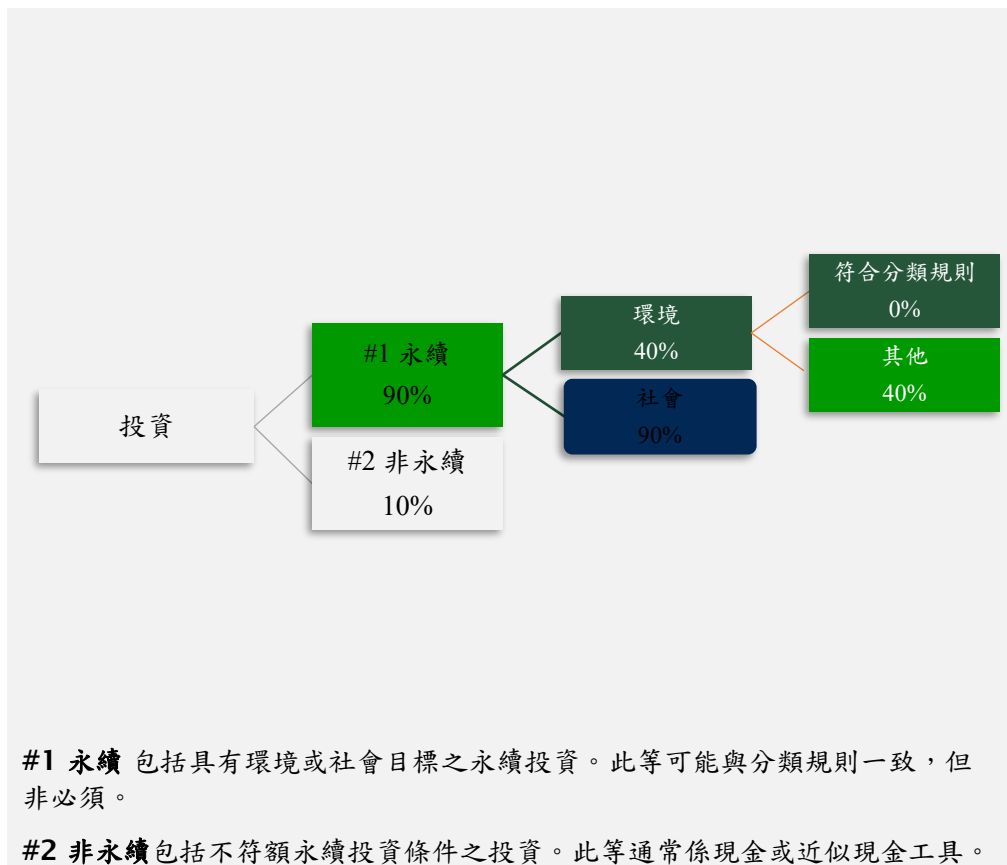 投資
#1 永續
90%
#2 非永續
10%
環境
40%
社會
90%
符合分類規則
0%
其他
40%
#1 永續 包括具有環境或社會目標之永續投資。此等可能與分類規則一致，但
非必須。
#2 非永續包括不符額永續投資條件之投資。此等通常係現金或近似現金工具。